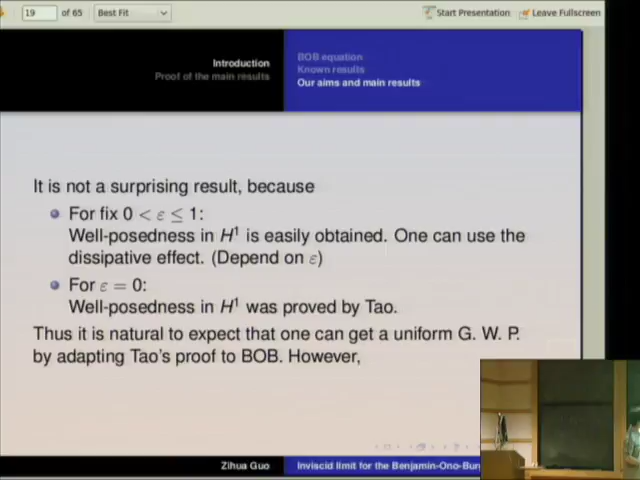 19 of 65 Best Fit Start Presentation Leave Fullscreen
Introduction
Proof of the main results
BOB equation
Known results
Our aims and main results
It is not a surprising result, because
For fix 0 < ε ≤ 1:
Well-posedness in H¹ is easily obtained. One can use the
dissipative effect. (Depend on ε)
For ε = 0:
Well-posedness in H¹ was proved by Tao.
Thus it is natural to expect that one can get a uniform G. W. P.
by adapting Tao's proof to BOB. However,
Zihua Guo
Inviscid limit for the Benjamin-Ono-Bur